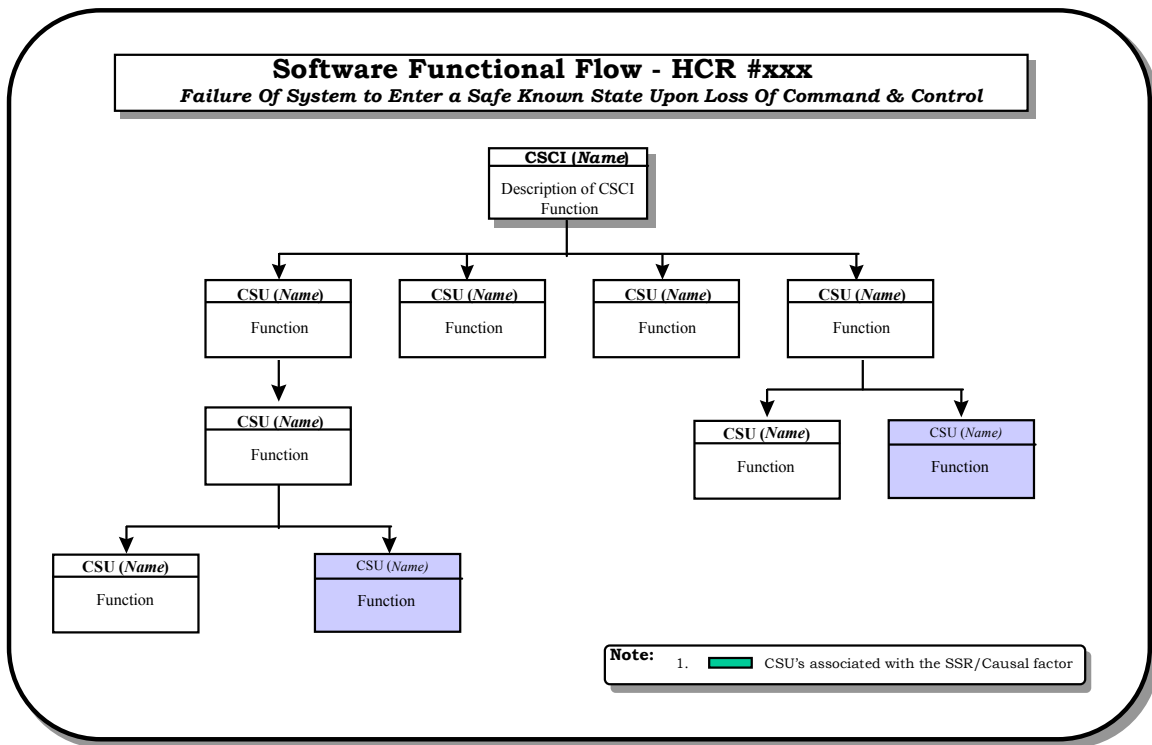 Software Functional Flow - HCR #xxx
Failure Of System to Enter a Safe Known State Upon Loss Of Command & Control
CSCI (Name)
Description of CSCI
Function
CSU (Name)
Function
CSU (Name)
Function
CSU (Name)
Function
CSU (Name)
Function
CSU (Name)
Function
CSU (Name)
Function
CSU (Name)
Function
CSU (Name)
Function
CSU (Name)
Function
Note: 1. CSU's associated with the SSR/Causal factor